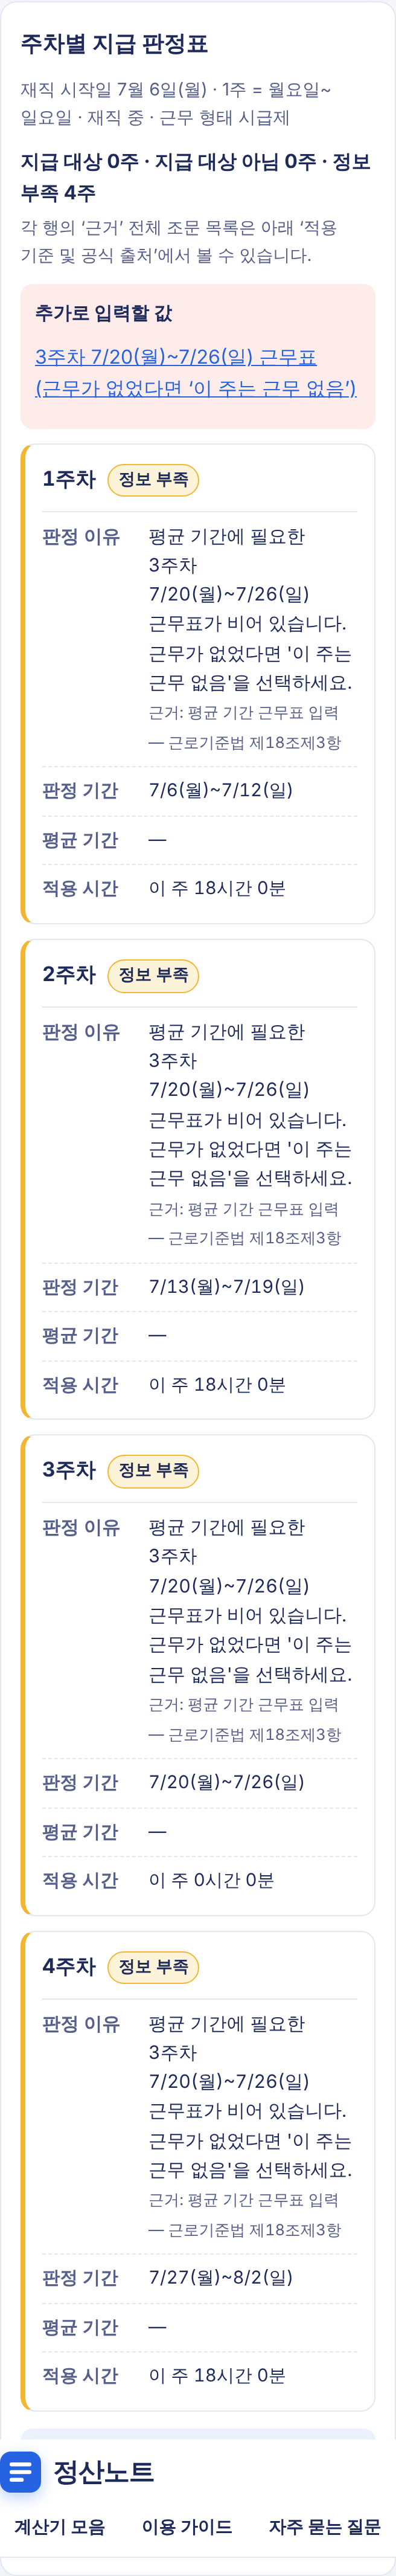 주차별 지급 판정표
재직 시작일 7월 6일(월) · 1주 = 월요일~
일요일 · 재직 중 · 근무 형태 시급제
지급 대상 0주 · 지급 대상 아님 0주 · 정보
부족 4주
각 행의 ‘근거’ 전체 조문 목록은 아래 ‘적용
기준 및 공식 출처’에서 볼 수 있습니다.
추가로 입력할 값
3주차 7/20(월)~7/26(일) 근무표
(근무가 없었다면 ‘이 주는 근무 없음’)
1주차 정보 부족
판정 이유 평균 기간에 필요한
3주차
7/20(월)~7/26(일)
근무표가 비어 있습니다.
근무가 없었다면 '이 주는
근무 없음'을 선택하세요.
근거: 평균 기간 근무표 입력
— 근로기준법 제18조제3항
판정 기간 7/6(월)~7/12(일)
평균 기간 —
적용 시간 이 주 18시간 0분
2주차 정보 부족
판정 이유 평균 기간에 필요한
3주차
7/20(월)~7/26(일)
근무표가 비어 있습니다.
근무가 없었다면 '이 주는
근무 없음'을 선택하세요.
근거: 평균 기간 근무표 입력
— 근로기준법 제18조제3항
판정 기간 7/13(월)~7/19(일)
평균 기간 —
적용 시간 이 주 18시간 0분
3주차 정보 부족
판정 이유 평균 기간에 필요한
3주차
7/20(월)~7/26(일)
근무표가 비어 있습니다.
근무가 없었다면 '이 주는
근무 없음'을 선택하세요.
근거: 평균 기간 근무표 입력
— 근로기준법 제18조제3항
판정 기간 7/20(월)~7/26(일)
평균 기간 —
적용 시간 이 주 0시간 0분
4주차 정보 부족
판정 이유 평균 기간에 필요한
3주차
7/20(월)~7/26(일)
근무표가 비어 있습니다.
근무가 없었다면 '이 주는
근무 없음'을 선택하세요.
근거: 평균 기간 근무표 입력
— 근로기준법 제18조제3항
판정 기간 7/27(월)~8/2(일)
평균 기간 —
적용 시간 이 주 18시간 0분
정산노트
계산기 모음 이용 가이드 자주 묻는 질문